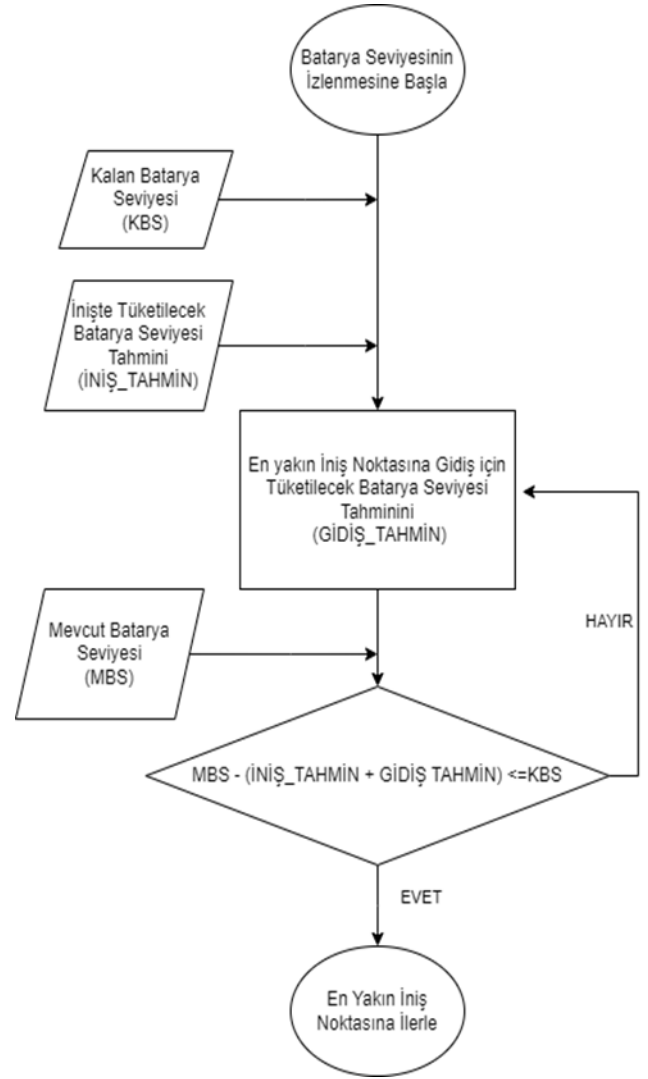 Batarya Seviyesinin
İzlenmesine Başla
Kalan Batarya
Seviyesi
(KBS)
İnişte Tüketilecek
Batarya Seviyesi
Tahmini
(İNİŞ_TAHMİN)
En yakın İniş Noktasına Gidiş için
Tüketilecek Batarya Seviyesi
Tahminini
(GİDİŞ_TAHMİN)
HAYIR
Mevcut Batarya
Seviyesi
(MBS)
MBS - (İNİŞ_TAHMİN + GİDİŞ TAHMİN) <=KBS
EVET
En Yakın İniş
Noktasına İlerle